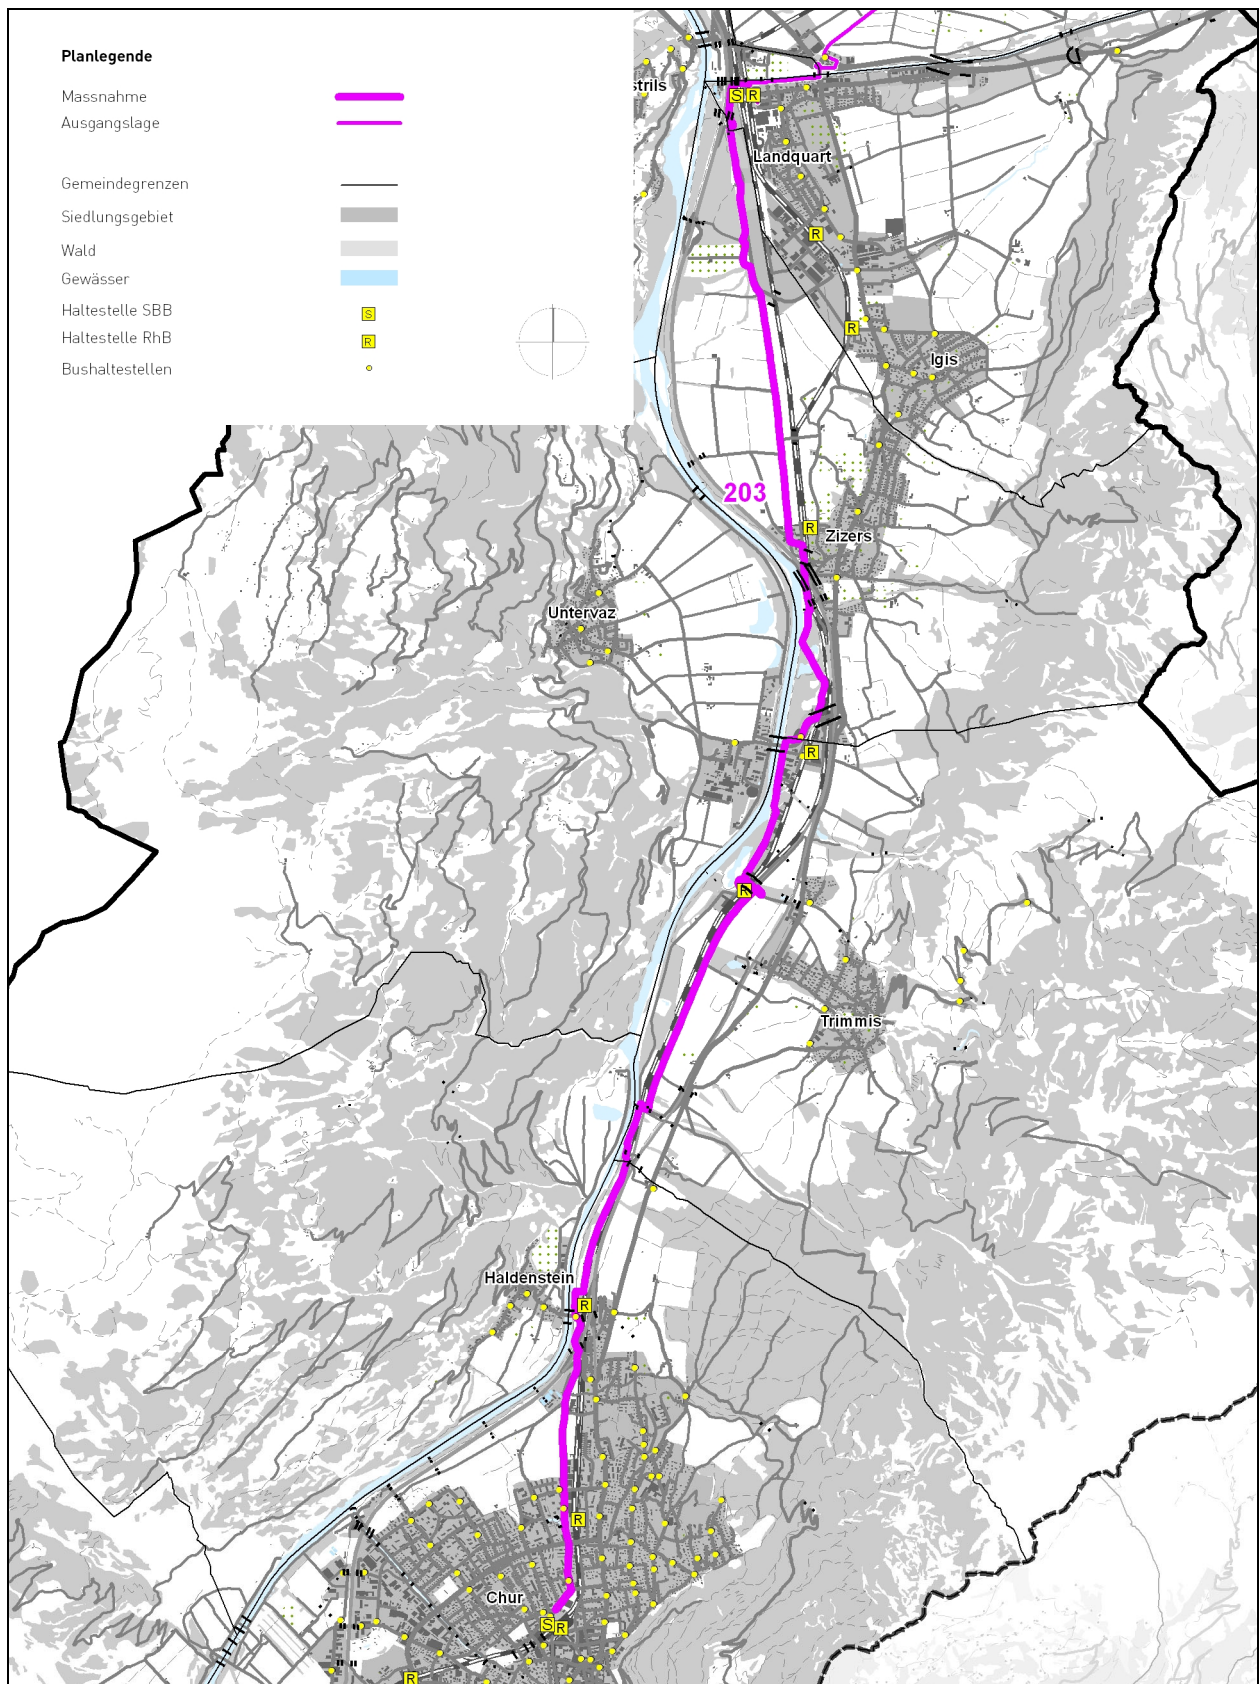 Planlegende
Massnahme
Ausgangslage
Gemeindegrenzen
Siedlungsgebiet
Wald
Gewässer
Haltestelle SBB
S
Haltestelle RhB
R
Bushaltestellen
strils
S R
Landquart
R
R
Igis
203
R
Zizers
Untervaz
R
R
Trimmis
Haldenstein
R
R
Chur
S R
R